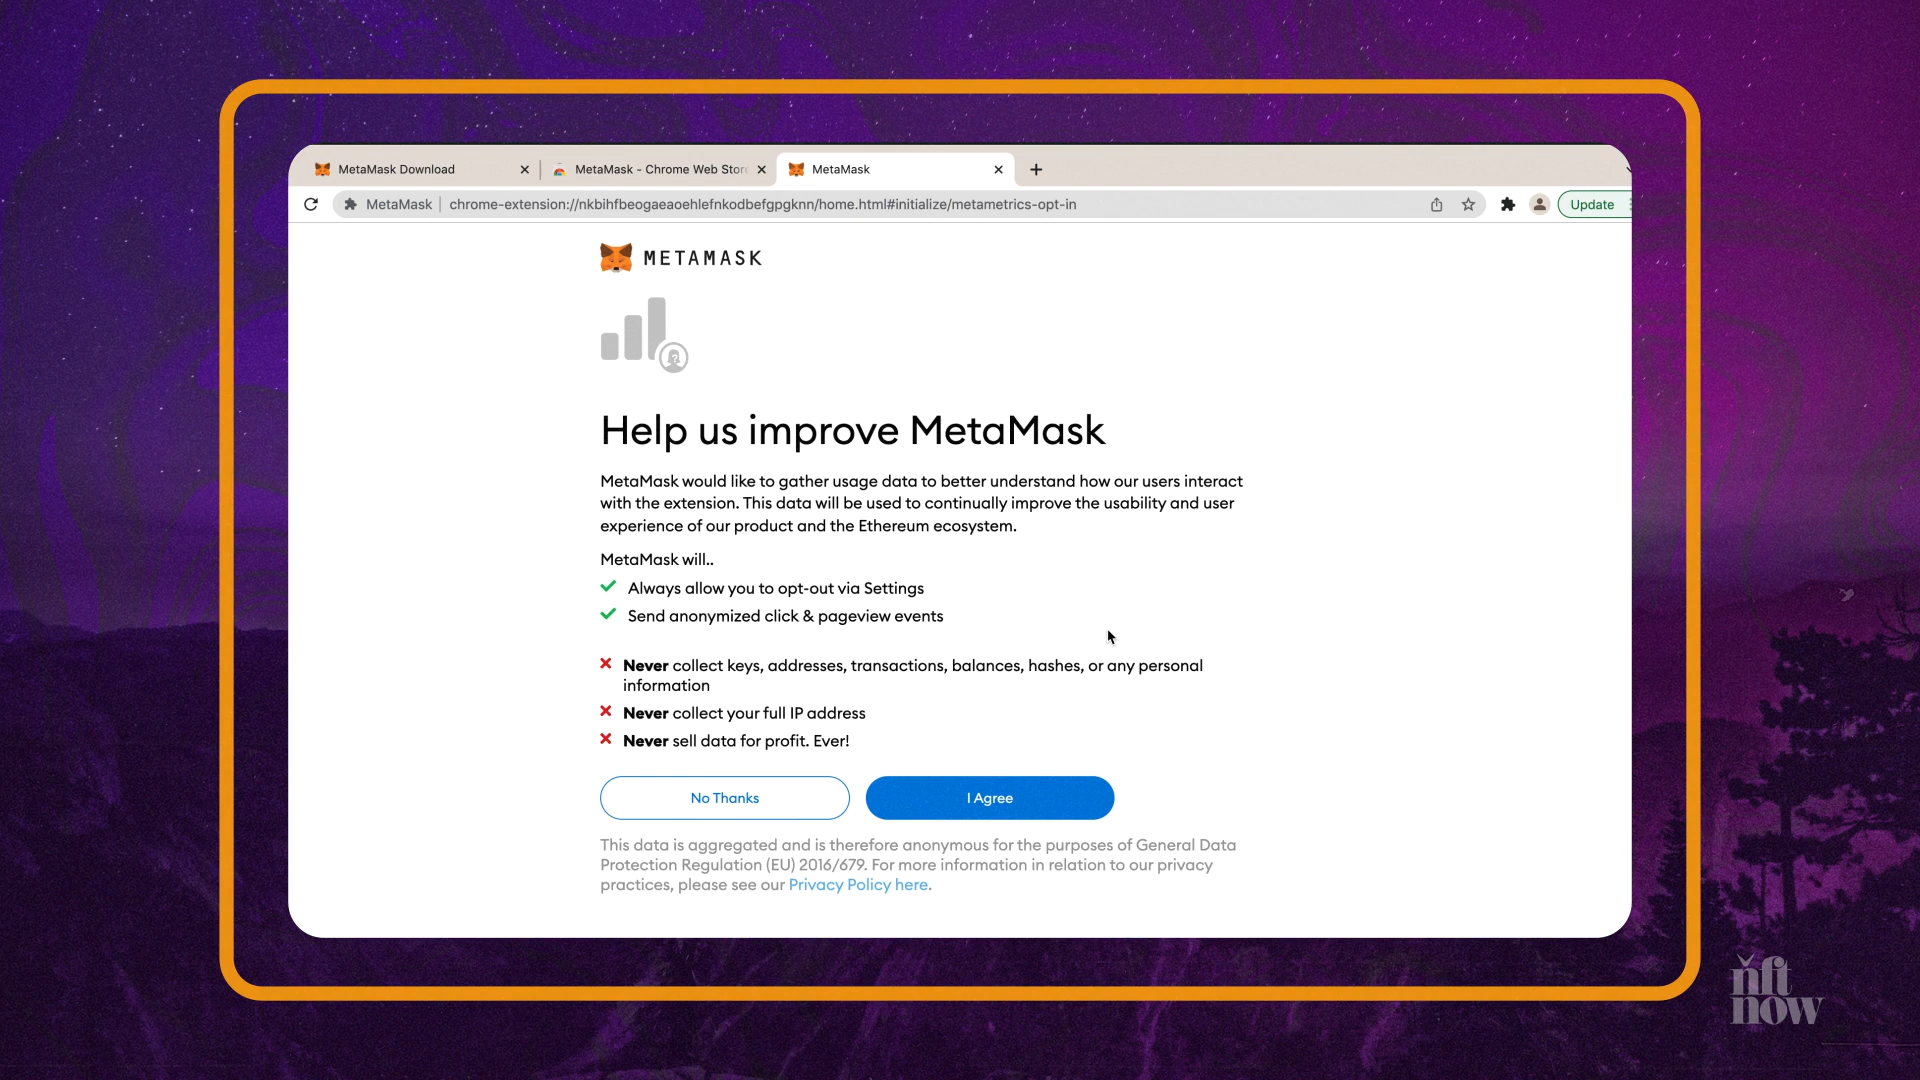 MetaMask Download
MetaMask - Chrome Web Store
MetaMask
MetaMask | chrome-extension://nkbihfbeogaeaoehlefnkodbefgpgknn/home.html#initialize/metametrics-opt-in
Update
METAMASK
Help us improve MetaMask
MetaMask would like to gather usage data to better understand how our users interact
with the extension. This data will be used to continually improve the usability and user
experience of our product and the Ethereum ecosystem.
MetaMask will..
Always allow you to opt-out via Settings
Send anonymized click & pageview events
Never collect keys, addresses, transactions, balances, hashes, or any personal
information
Never collect your full IP address
Never sell data for profit. Ever!
No Thanks
I Agree
This data is aggregated and is therefore anonymous for the purposes of General Data
Protection Regulation (EU) 2016/679. For more information in relation to our privacy
practices, please see our Privacy Policy here.
nft
now